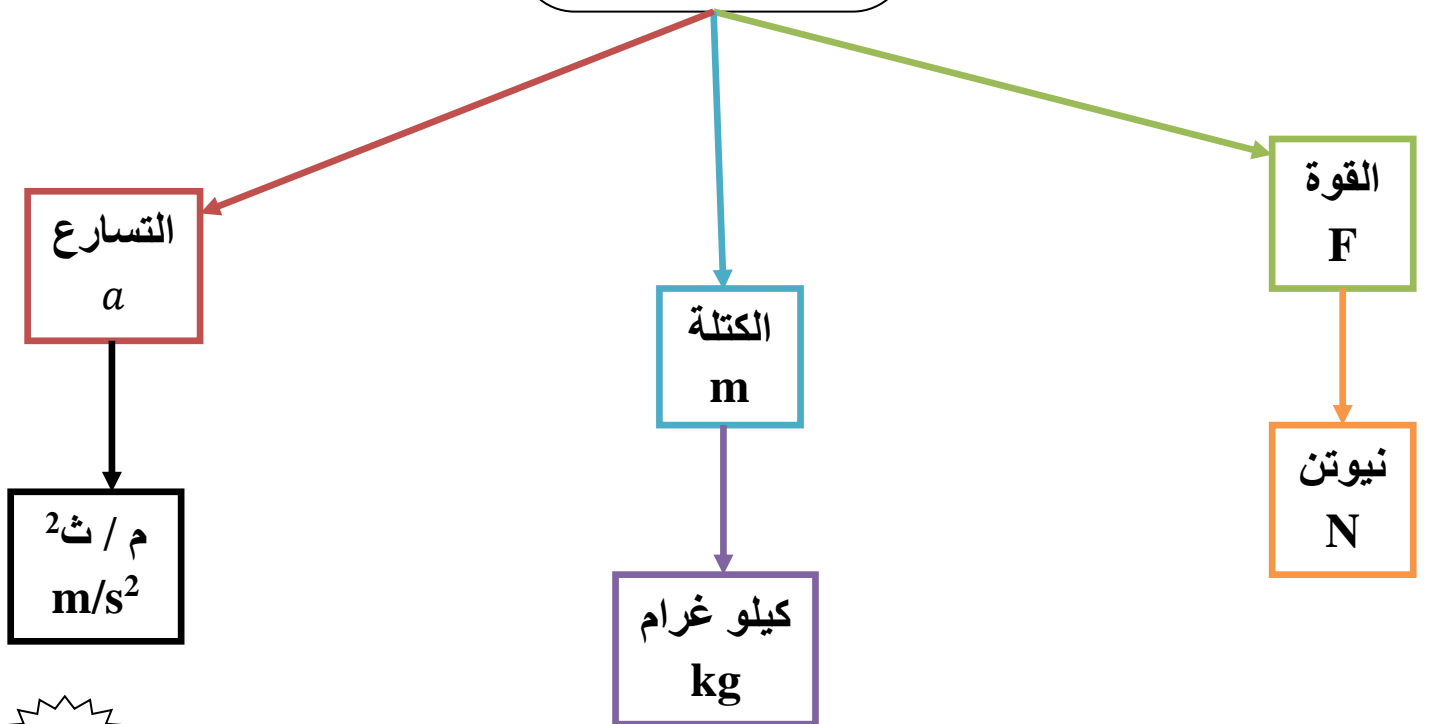 القوة
F
نيوتن
N
الكتلة
m
كيلو غرام
kg
التسارع
a
م / ث²
m/s²